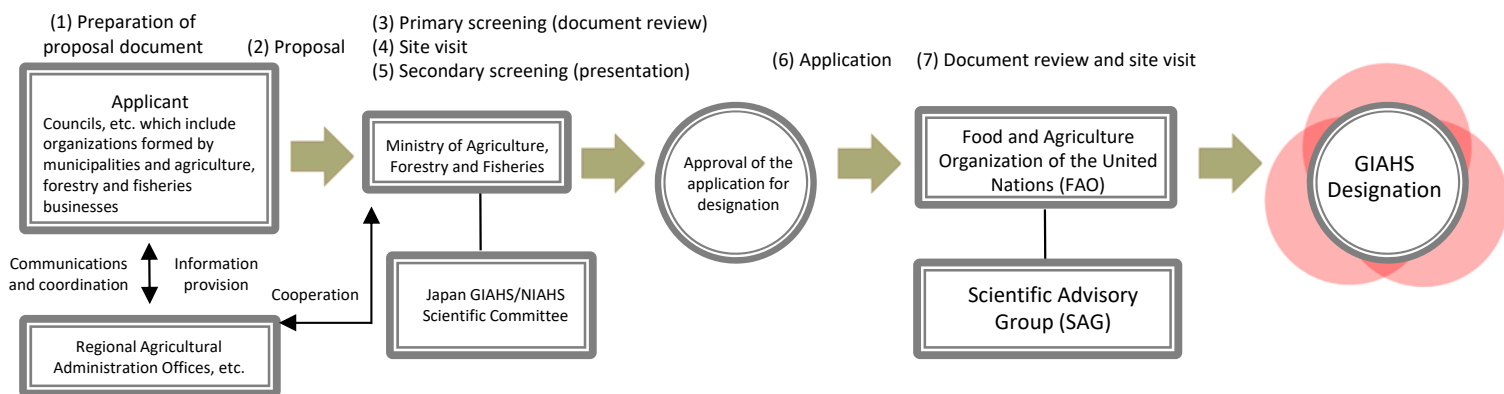 (1) Preparation of
proposal document
(2) Proposal
(3) Primary screening (document review)
(4) Site visit
(5) Secondary screening (presentation)
(6) Application
(7) Document review and site visit
Applicant
Councils, etc. which include
organizations formed by
municipalities and agriculture,
forestry and fisheries
businesses
Ministry of Agriculture,
Forestry and Fisheries
Approval of the
application for
designation
Food and Agriculture
Organization of the United
Nations (FAO)
GIAHS
Designation
Communications
and coordination
Information
provision
Cooperation
Japan GIAHS/NIAHS
Scientific Committee
Scientific Advisory
Group (SAG)
Regional Agricultural
Administration Offices, etc.